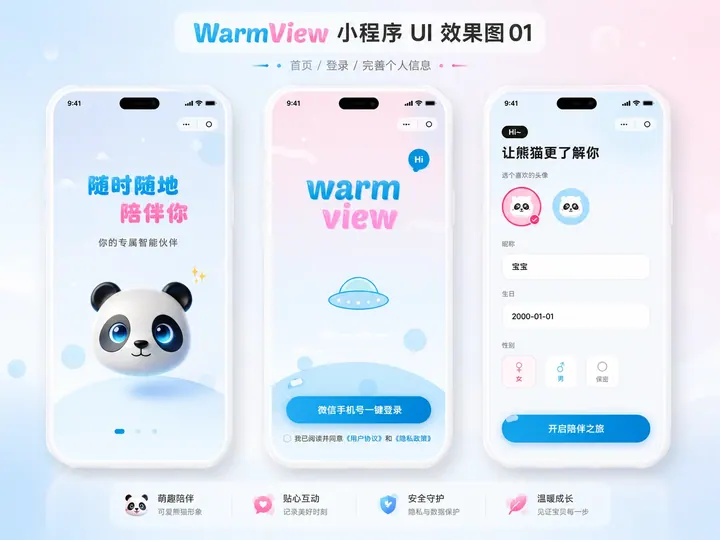 WarmView 小程序 UI 效果图01
首页 / 登录 / 完善个人信息
9:41
随时随地
陪伴你
你的专属智能伙伴
9:41
Hi
warm
view
微信手机号一键登录
我已阅读并同意《用户协议》和《隐私政策》
9:41
Hi~
让熊猫更了解你
选个喜欢的头像
昵称
宝宝
生日
2000-01-01
性别
女
男
保密
开启陪伴之旅
萌趣陪伴
可爱熊猫形象
贴心互动
记录美好时刻
安全守护
隐私与数据保护
温暖成长
见证宝贝每一步